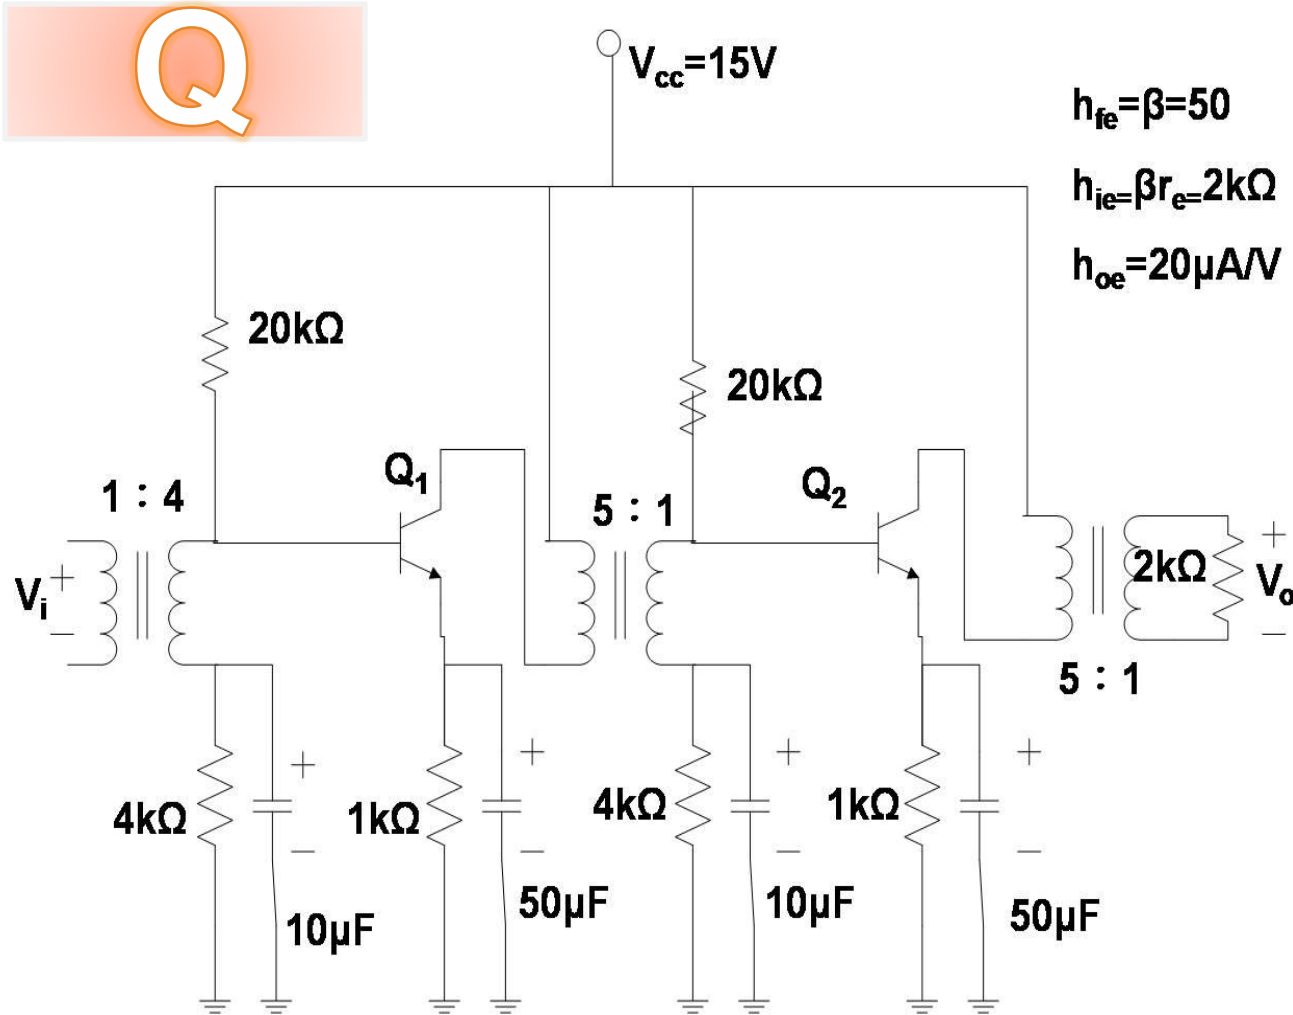 Q
Vcc=15V
hfe=β=50
hie=βre=2kΩ
hoe=20μA/V
20kΩ
20kΩ
Q1
Q2
1 : 4
5 : 1
Vi
+
−
2kΩ
+
Vo
−
5 : 1
+
+
+
+
4kΩ
1kΩ
4kΩ
1kΩ
−
−
−
−
10μF
50μF
10μF
50μF